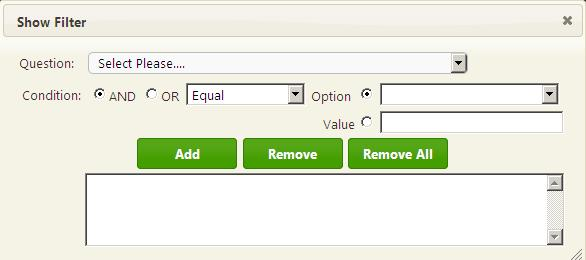 Show Filter
Question: Select Please....
Condition: AND OR Equal Option
Value
Add Remove Remove All